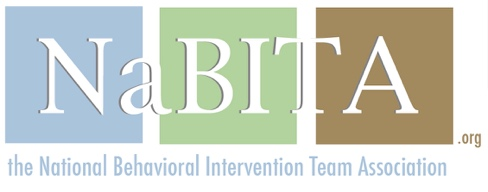 NaBITA
.org
the National Behavioral Intervention Team Association